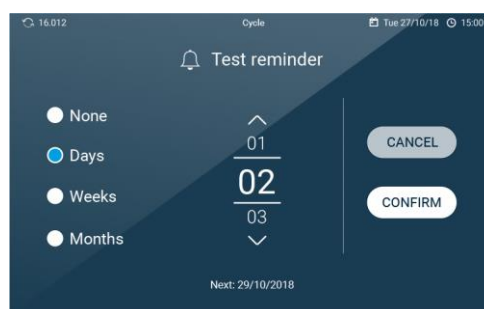 16.012 Cycle Tue 27/10/18 15:00
Test reminder
None
Days
Weeks
Months
01
02
03
CANCEL
CONFIRM
Next: 29/10/2018